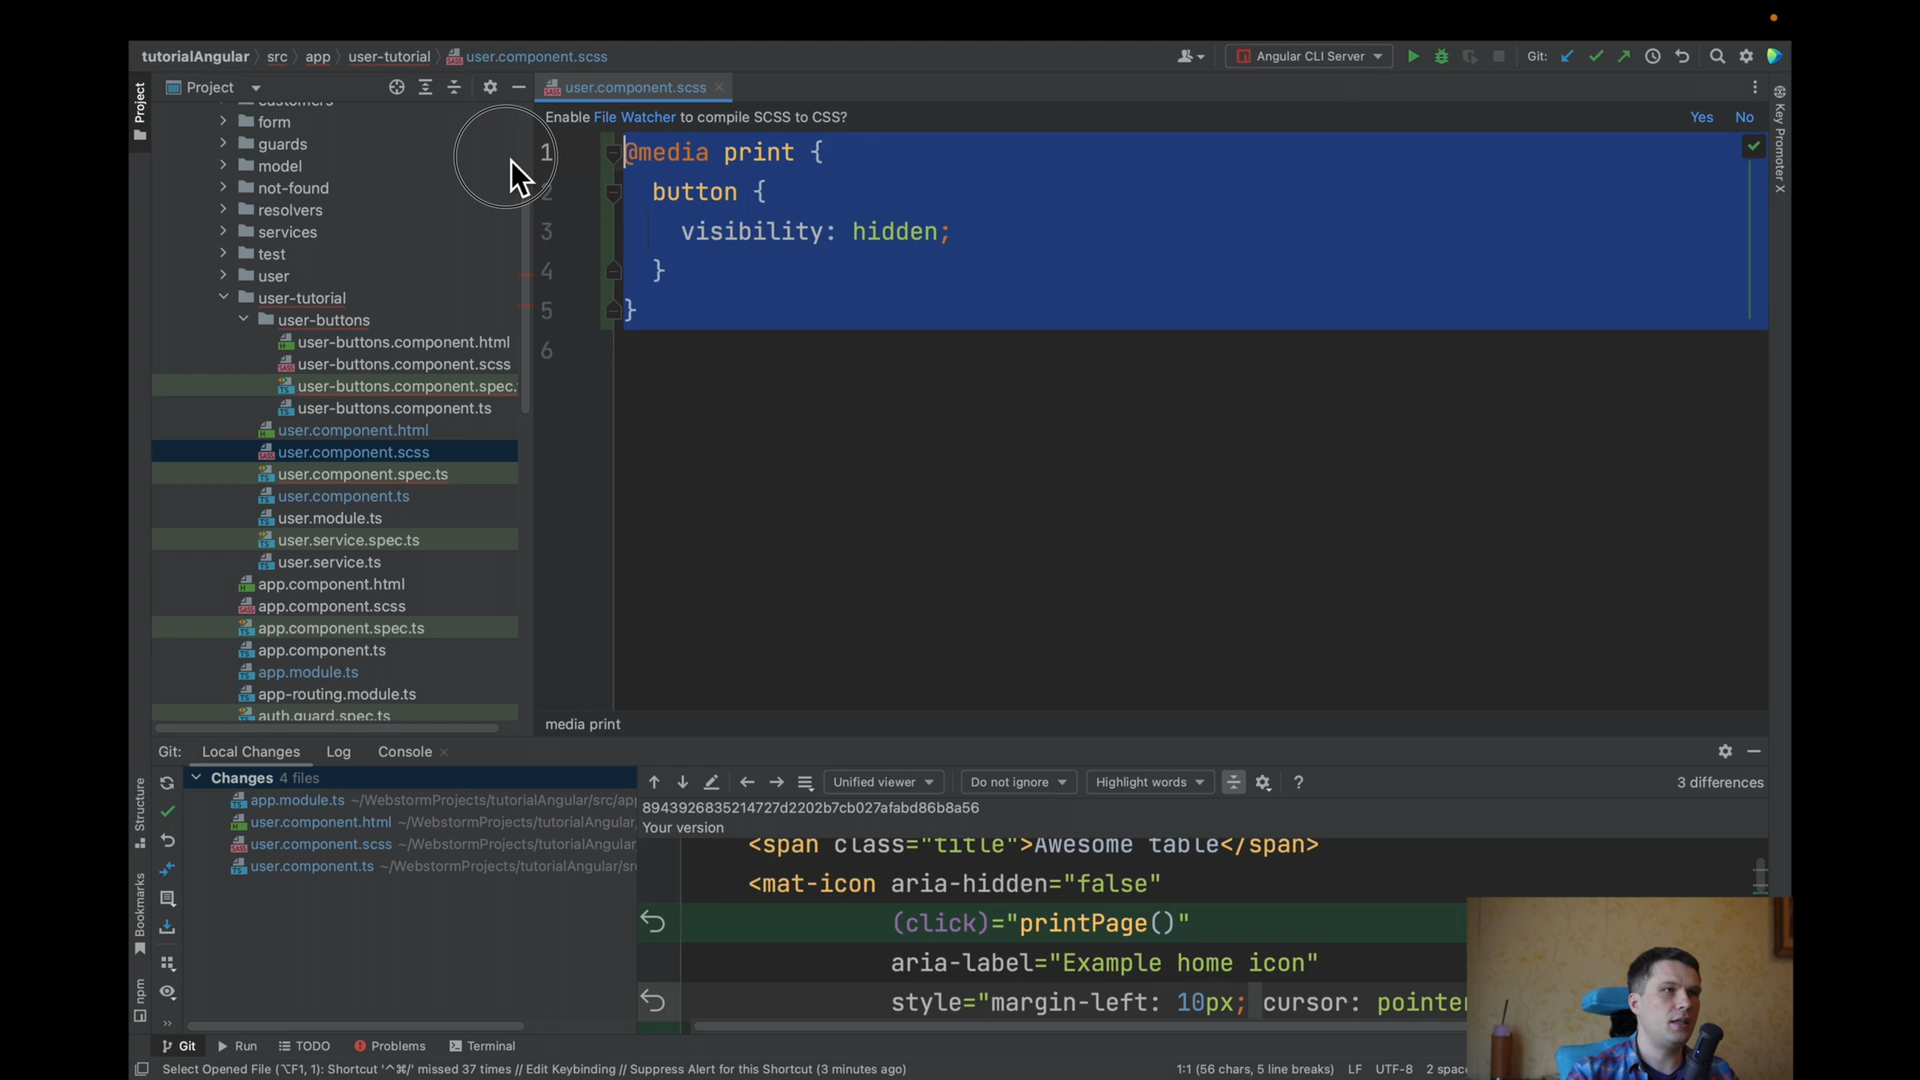 tutorialAngular src app user-tutorial user.component.scss
Angular CLI Server
Git:
Project
Project
user.component.scss
Key Promoter X
Enable File Watcher to compile SCSS to CSS?
Yes No
customers
form
guards
model
not-found
resolvers
services
test
user
user-tutorial
user-buttons
user-buttons.component.html
user-buttons.component.scss
user-buttons.component.spec.
user-buttons.component.ts
user.component.html
user.component.scss
user.component.spec.ts
user.component.ts
user.module.ts
user.service.spec.ts
user.service.ts
app.component.html
app.component.scss
app.component.spec.ts
app.component.ts
app.module.ts
app-routing.module.ts
auth.guard.spec.ts
1 @media print {
2 button {
3 visibility: hidden;
4 }
5 }
6
media print
Git: Local Changes Log Console
Changes 4 files
app.module.ts ~/WebstormProjects/tutorialAngular/src/app
user.component.html ~/WebstormProjects/tutorialAngular
user.component.scss ~/WebstormProjects/tutorialAngular
user.component.ts ~/WebstormProjects/tutorialAngular/src
Structure
Bookmarks
npm
Unified viewer Do not ignore Highlight words ? 3 differences
8943926835214727d2202b7cb027afabd86b8a56
Your version
<span class="title">Awesome table</span>
<mat-icon aria-hidden="false"
(click)="printPage()"
aria-label="Example home icon"
style="margin-left: 10px; cursor: pointer
Git Run TODO Problems Terminal
Select Opened File (⌥F1, 1): Shortcut '^⌘/' missed 37 times // Edit Keybinding // Suppress Alert for this Shortcut (3 minutes ago)
1:1 (56 chars, 5 line breaks) LF UTF-8 2 spac